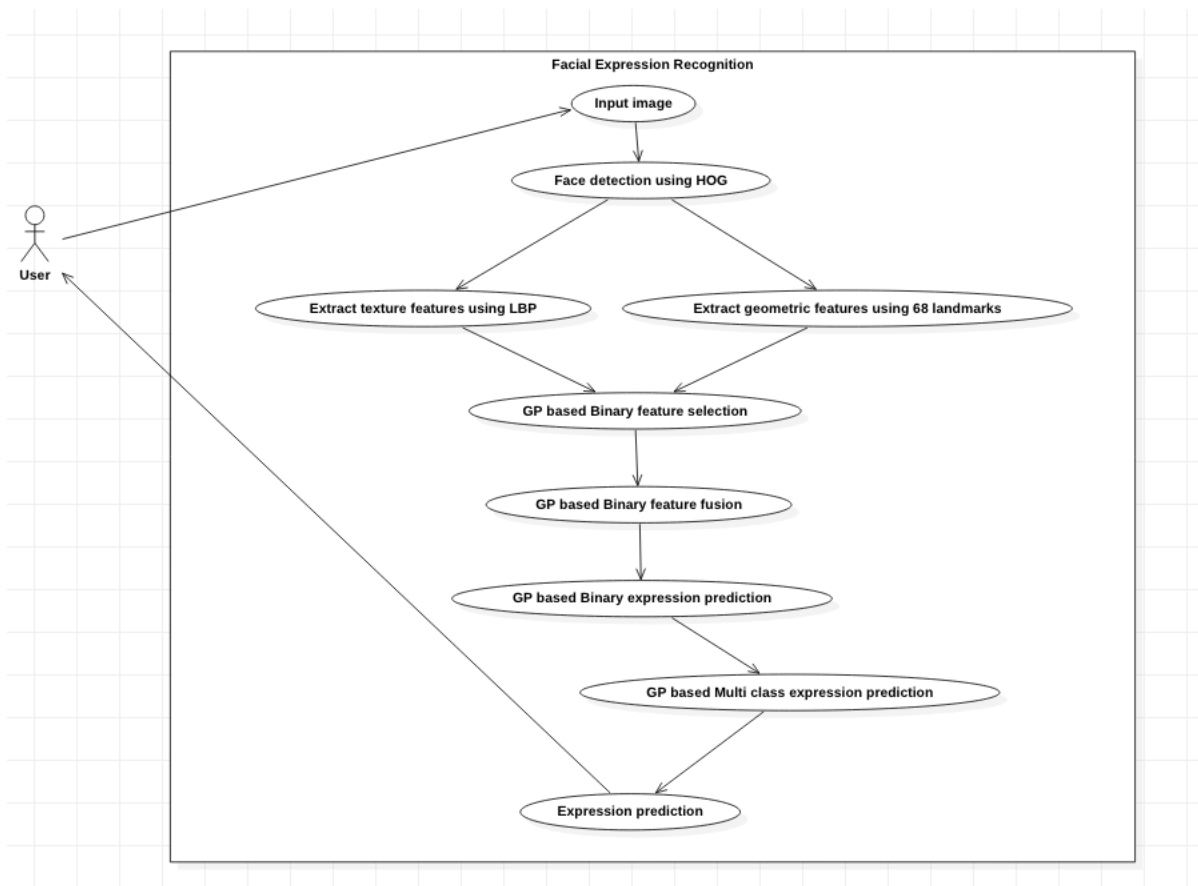 Facial Expression Recognition
Input image
Face detection using HOG
User
Extract texture features using LBP
Extract geometric features using 68 landmarks
GP based Binary feature selection
GP based Binary feature fusion
GP based Binary expression prediction
GP based Multi class expression prediction
Expression prediction